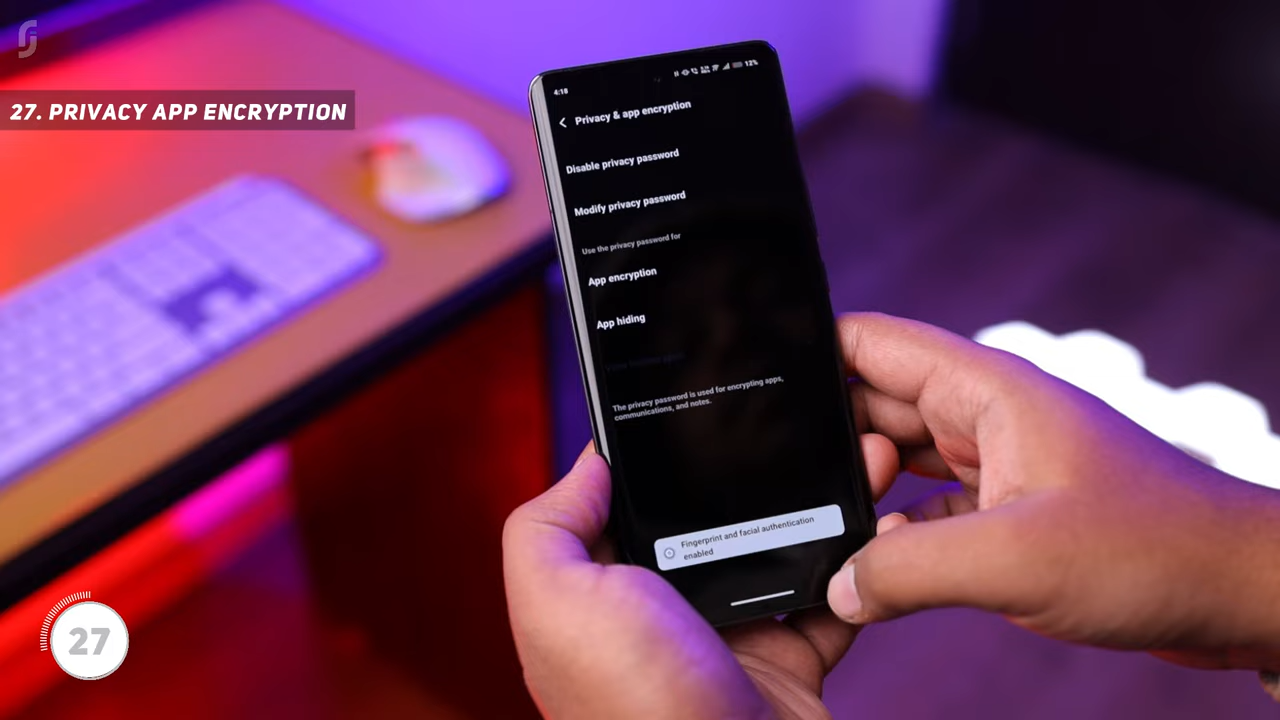 27. PRIVACY APP ENCRYPTION
4:18
12%
Privacy & app encryption
Disable privacy password
Modify privacy password
Use the privacy password for
App encryption
App hiding
The privacy password is used for encrypting apps,
communications, and notes.
Fingerprint and facial authentication
enabled
27